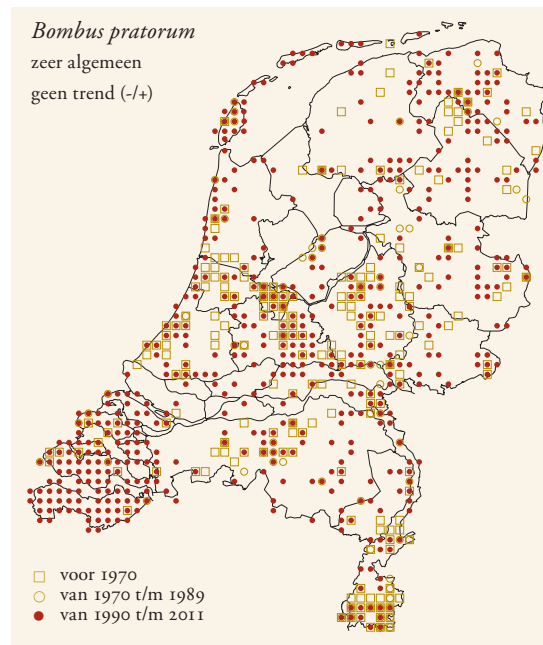 Bombus pratorum
zeer algemeen
geen trend (-/+)
voor 1970
van 1970 t/m 1989
van 1990 t/m 2011